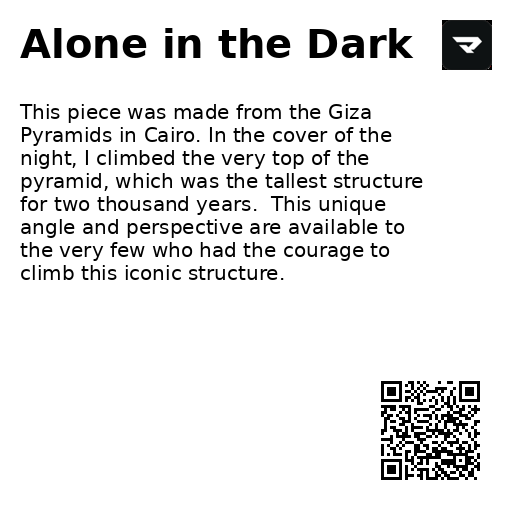 Alone in the Dark
This piece was made from the Giza
Pyramids in Cairo. In the cover of the
night, I climbed the very top of the
pyramid, which was the tallest structure
for two thousand years.  This unique
angle and perspective are available to
the very few who had the courage to
climb this iconic structure.